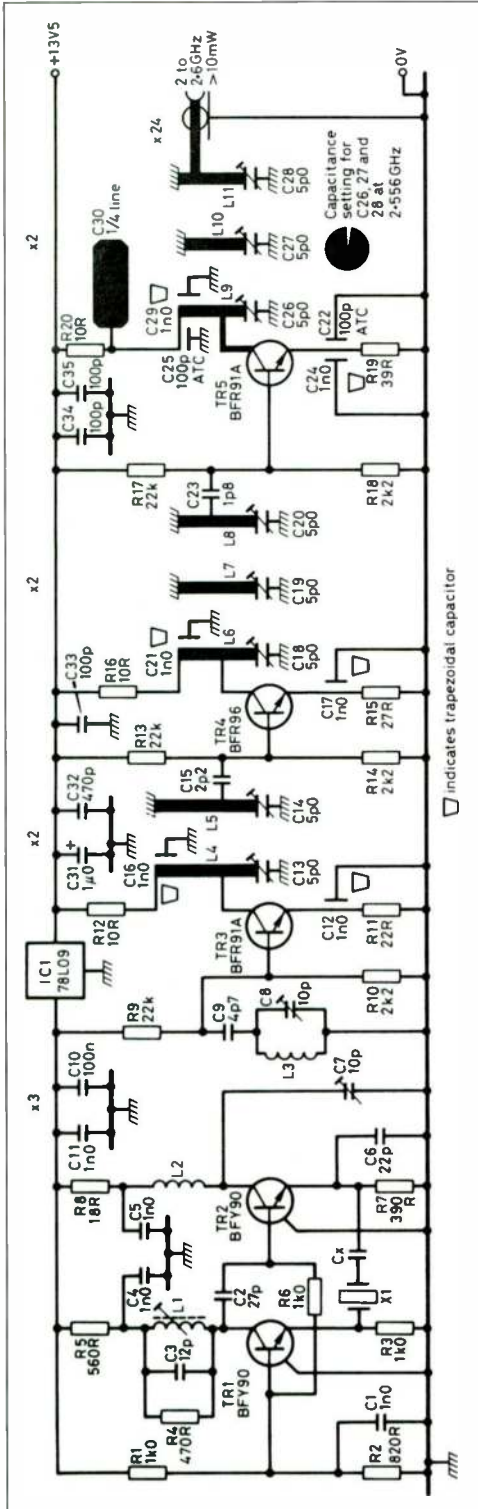 x3
x2
x2
x2
x24
+13V5
0V
R1
1k0
R2
820R
C1
1n0
R4
470R
C3
12p
L1
R5
560R
C4
1n0
C5
1n0
TR1
BFY90
C2
27p
R6
1k0
R3
1k0
X1
Cx
R8
18R
L2
TR2
BFY90
R7
390
R
C6
22p
C7
10p
C11
1n0
C10
100n
R9
22k
C9
4p7
L3
C8
10p
R10
2k2
IC1
78L09
R12
10R
C31
1µ0
+
C32
470p
C16
1n0
L4
L5
C13
5p0
C14
5p0
TR3
BFR91A
C12
1n0
R11
22R
C15
2p2
R13
22k
R14
2k2
C33
100p
R16
10R
C21
1n0
L6
L7
L8
C18
5p0
C19
5p0
C20
5p0
TR4
BFR96
C17
1n0
R15
27R
C23
1p8
R17
22k
R18
2k2
C34
100p
C35
100p
R20
10R
C30
1/4 line
C29
1n0
C25
100p
ATC
L9
L10
L11
C26
5p0
C27
5p0
C28
5p0
TR5
BFR91A
C24
1n0
C22
100p
ATC
R19
39R
2 to
2·6GHz
>10mW
Capacitance
setting for
C26, 27 and
28 at
2·556GHz
indicates trapezoidal capacitor